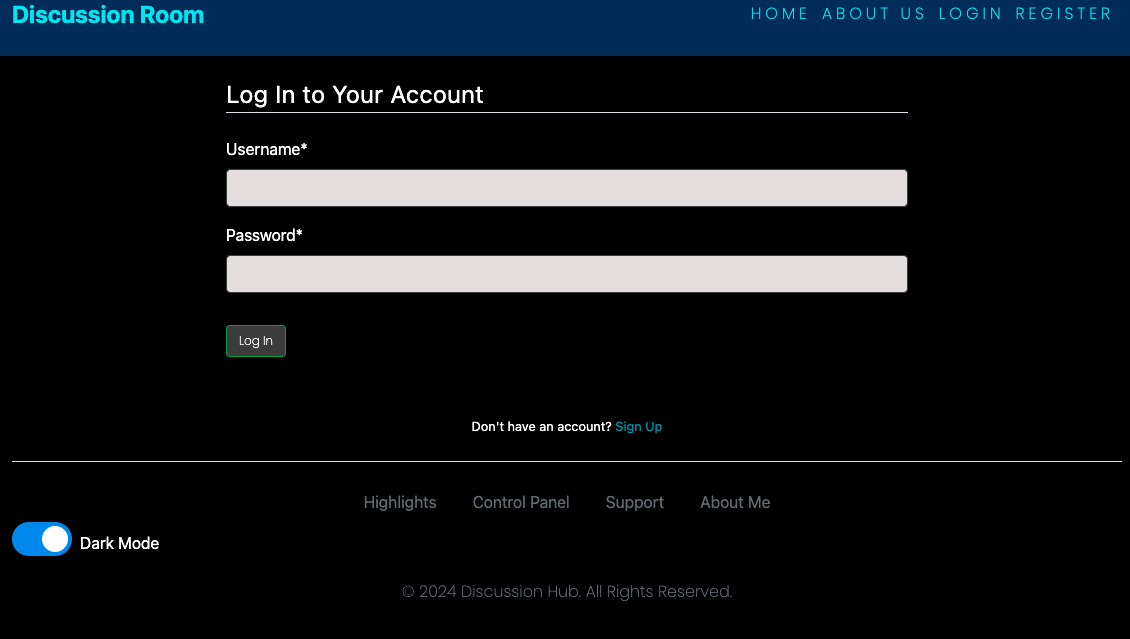 Discussion Room
HOME ABOUT US LOGIN REGISTER
Log In to Your Account
Username*
Password*
Log In
Don't have an account? Sign Up
Highlights Control Panel Support About Me
Dark Mode
© 2024 Discussion Hub. All Rights Reserved.